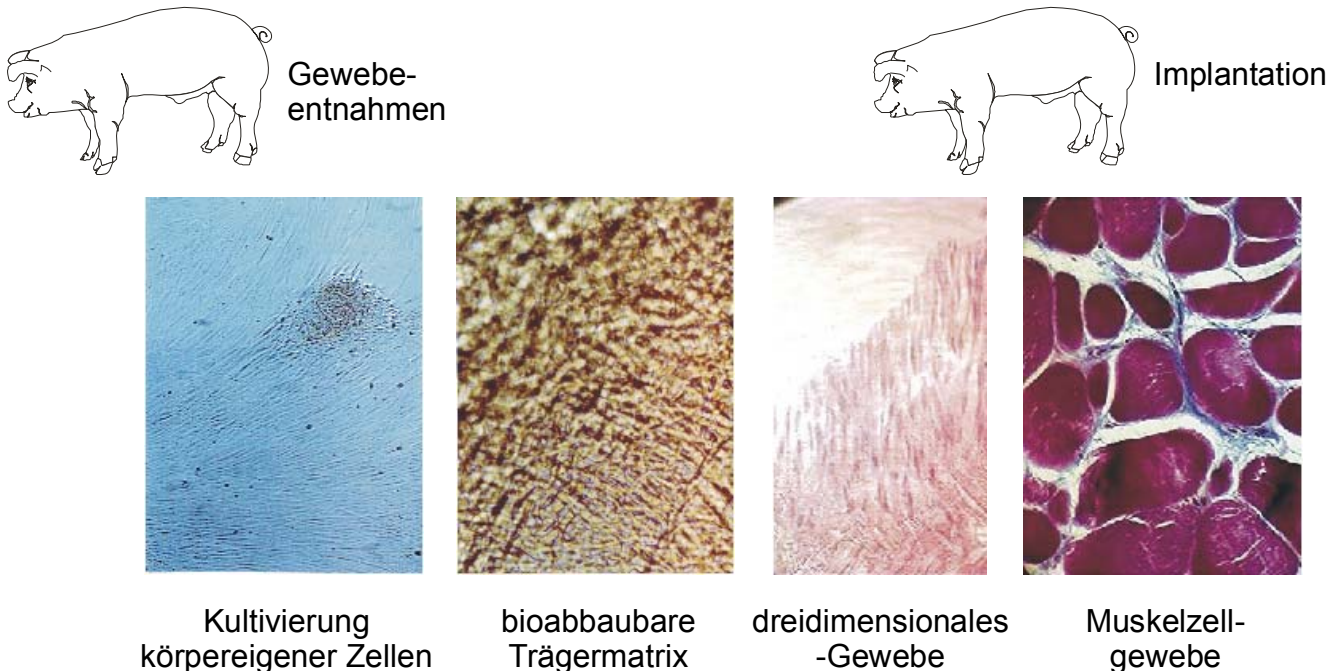 Gewebe-
entnahmen
Implantation
Kultivierung
körpereigener Zellen
bioabbaubare
Trägermatrix
dreidimensionales
-Gewebe
Muskelzell-
gewebe